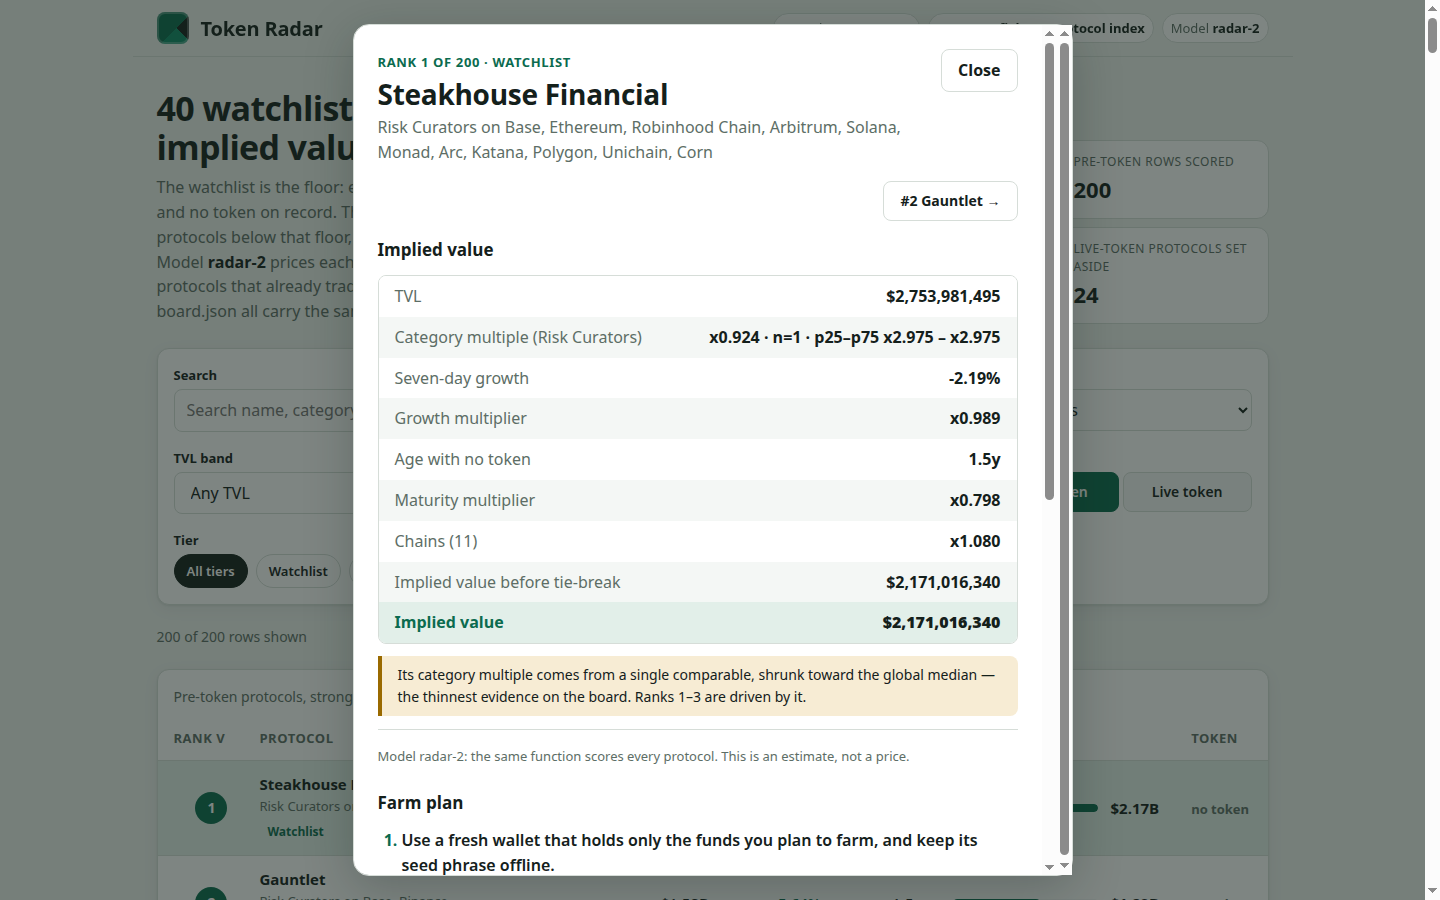 Token Radar
tocol index
Model radar-2
40 watchlist
implied valu
The watchlist is the floor: e
and no token on record. Th
protocols below that floor,
Model radar-2 prices each
protocols that already trad
board.json all carry the sar
PRE-TOKEN ROWS SCORED
200
LIVE-TOKEN PROTOCOLS SET
ASIDE
24
Search
Search name, category
TVL band
Any TVL
Live token
Tier
All tiers
Watchlist
200 of 200 rows shown
Pre-token protocols, strong
RANK V
PROTOCOL
TOKEN
1
Steakhouse
Risk Curators o
Watchlist
$2.17B
no token
Gauntlet
RANK 1 OF 200 · WATCHLIST
Close
Steakhouse Financial
Risk Curators on Base, Ethereum, Robinhood Chain, Arbitrum, Solana,
Monad, Arc, Katana, Polygon, Unichain, Corn
#2 Gauntlet →
Implied value
TVL $2,753,981,495
Category multiple (Risk Curators) x0.924 · n=1 · p25–p75 x2.975 – x2.975
Seven-day growth -2.19%
Growth multiplier x0.989
Age with no token 1.5y
Maturity multiplier x0.798
Chains (11) x1.080
Implied value before tie-break $2,171,016,340
Implied value $2,171,016,340
Its category multiple comes from a single comparable, shrunk toward the global median —
the thinnest evidence on the board. Ranks 1–3 are driven by it.
Model radar-2: the same function scores every protocol. This is an estimate, not a price.
Farm plan
1. Use a fresh wallet that holds only the funds you plan to farm, and keep its
seed phrase offline.